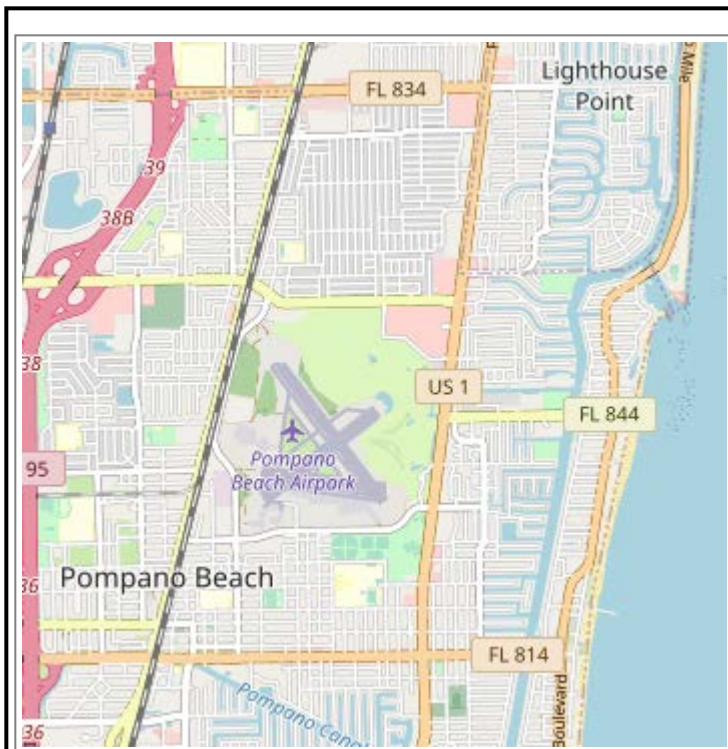 s Mile
Lighthouse
Point
FL 834
39
38B
38
US 1
FL 844
Pompano
Beach Airpark
95
Pompano Beach
36
FL 814
Pompano Canal
Boulevard
36